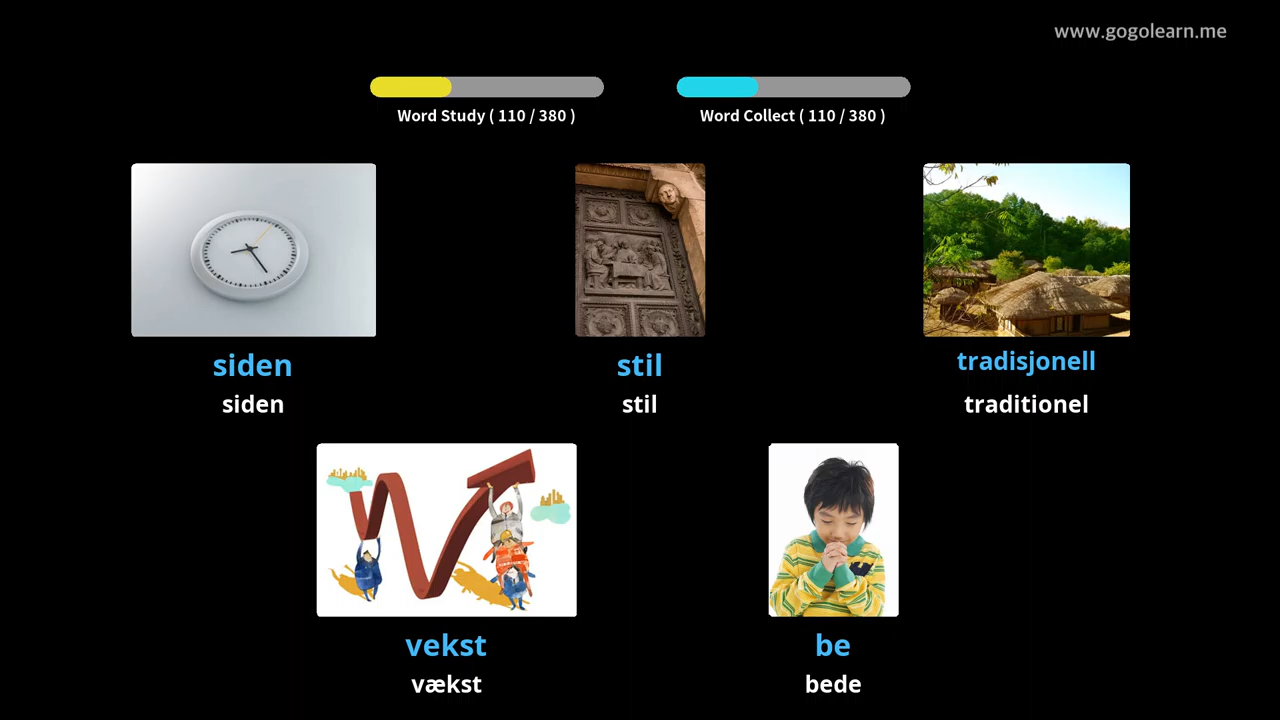 www.gogolearn.me
Word Study ( 110 / 380 )
Word Collect ( 110 / 380 )
siden
siden
stil
stil
tradisjonell
traditionel
vekst
vækst
be
bede